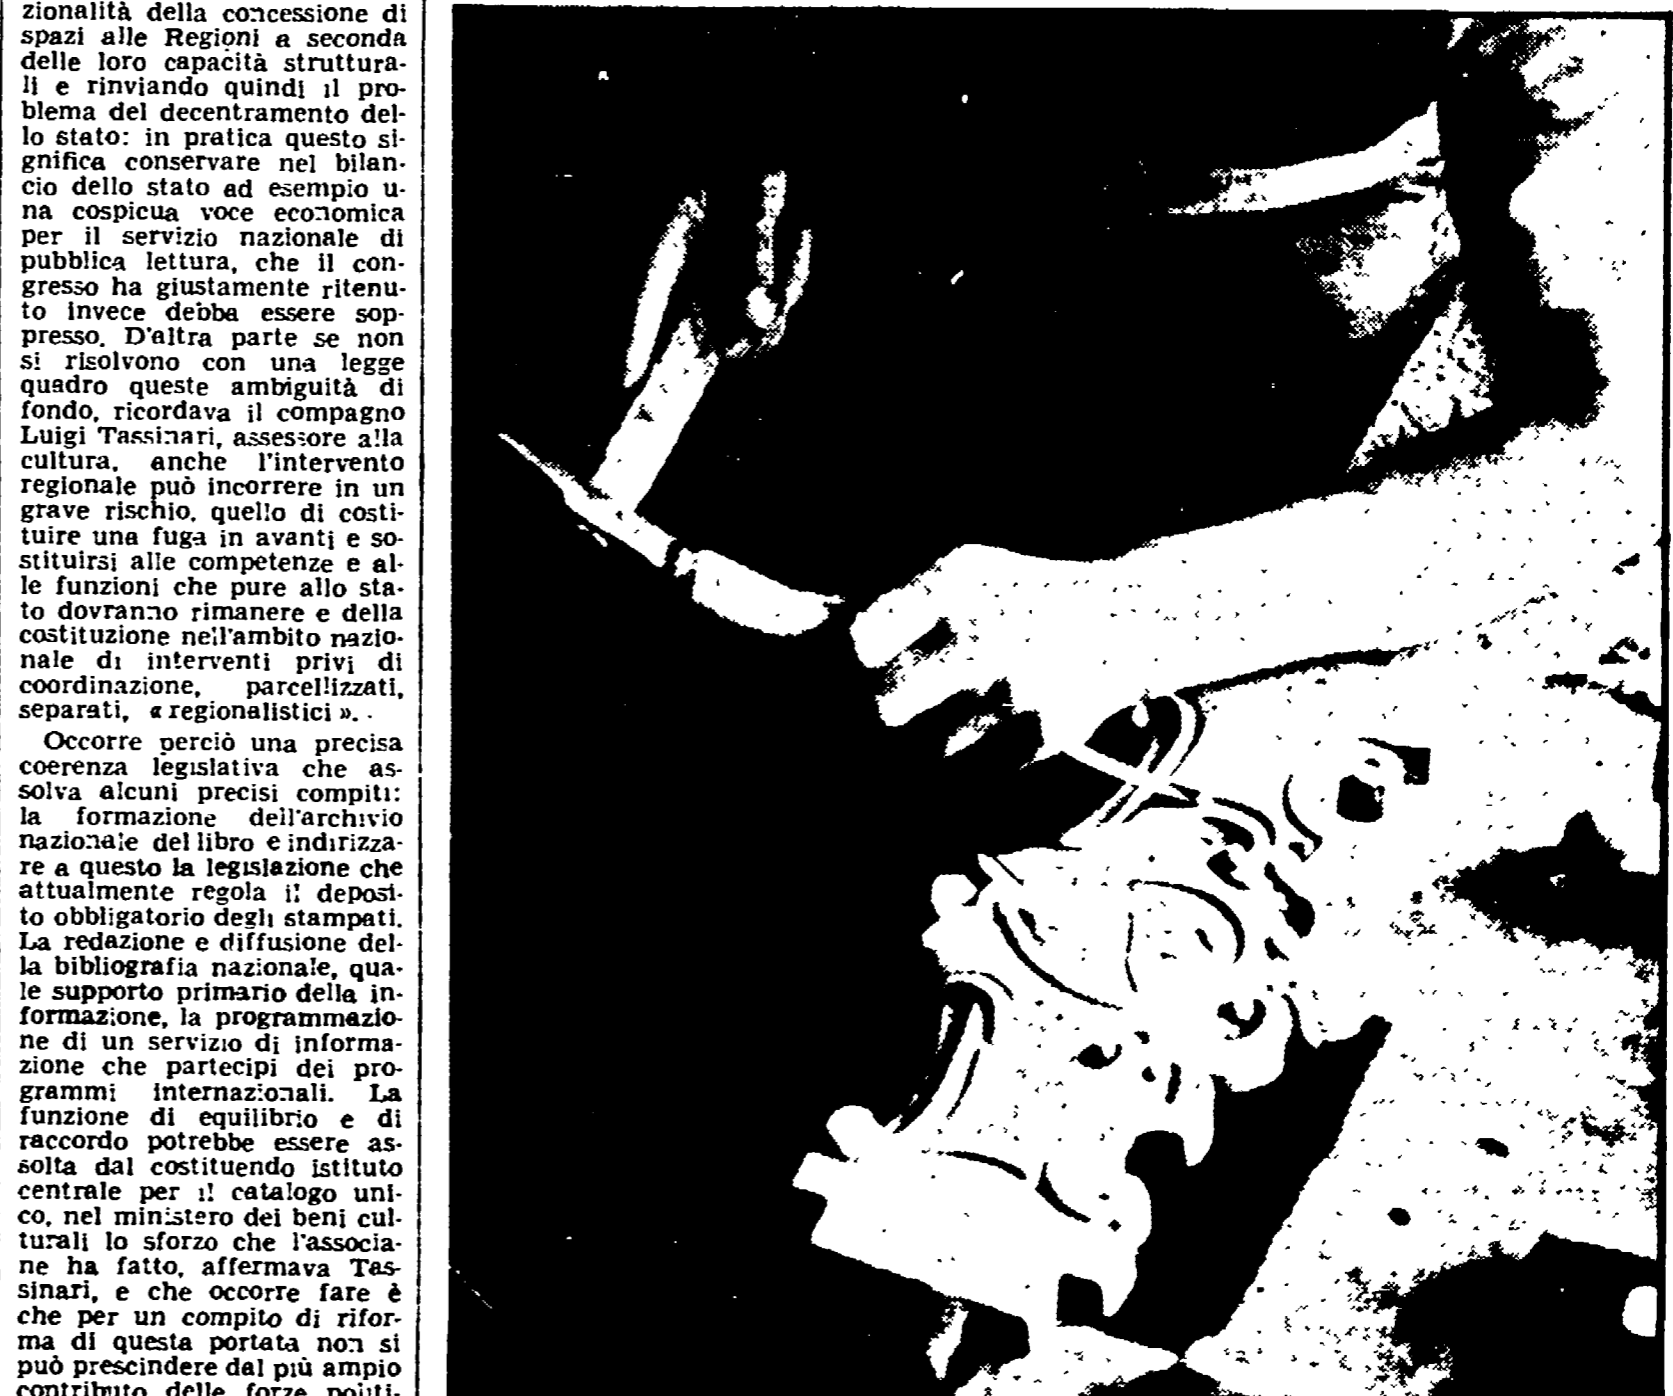 zionalità della concessione di
spazi alle Regioni a seconda
delle loro capacità struttura-
li e rinviando quindi il pro-
blema del decentramento del-
lo stato: in pratica questo si-
gnifica conservare nel bilan-
cio dello stato ad esempio u-
na cospicua voce economica
per il servizio nazionale di
pubblica lettura, che il con-
gresso ha giustamente ritenu-
to invece debba essere sop-
presso. D'altra parte se non
si risolvono con una legge
quadro queste ambiguità di
fondo, ricordava il compagno
Luigi Tassinari, assessore alla
cultura, anche l'intervento
regionale può incorrere in un
grave rischio, quello di costi-
tuire una fuga in avanti e so-
stituirsi alle competenze e al-
le funzioni che pure allo sta-
to dovranno rimanere e della
costituzione nell'ambito nazio-
nale di interventi privi di
coordinazione, parcellizzati,
separati, « regionalistici ».
Occorre perciò una precisa
coerenza legislativa che as-
solva alcuni precisi compiti:
la formazione dell'archivio
nazionale del libro e indirizza-
re a questo la legislazione che
attualmente regola il deposi-
to obbligatorio degli stampati.
La redazione e diffusione del-
la bibliografia nazionale, qua-
le supporto primario della in-
formazione, la programmazio-
ne di un servizio di informa-
zione che partecipi dei pro-
grammi internazionali. La
funzione di equilibrio e di
raccordo potrebbe essere as-
solta dal costituendo istituto
centrale per il catalogo uni-
co, nel ministero dei beni cul-
turali lo sforzo che l'associa-
ne ha fatto, affermava Tas-
sinari, e che occorre fare è
che per un compito di rifor-
ma di questa portata non si
può prescindere dal più ampio
contributo delle forze politi-